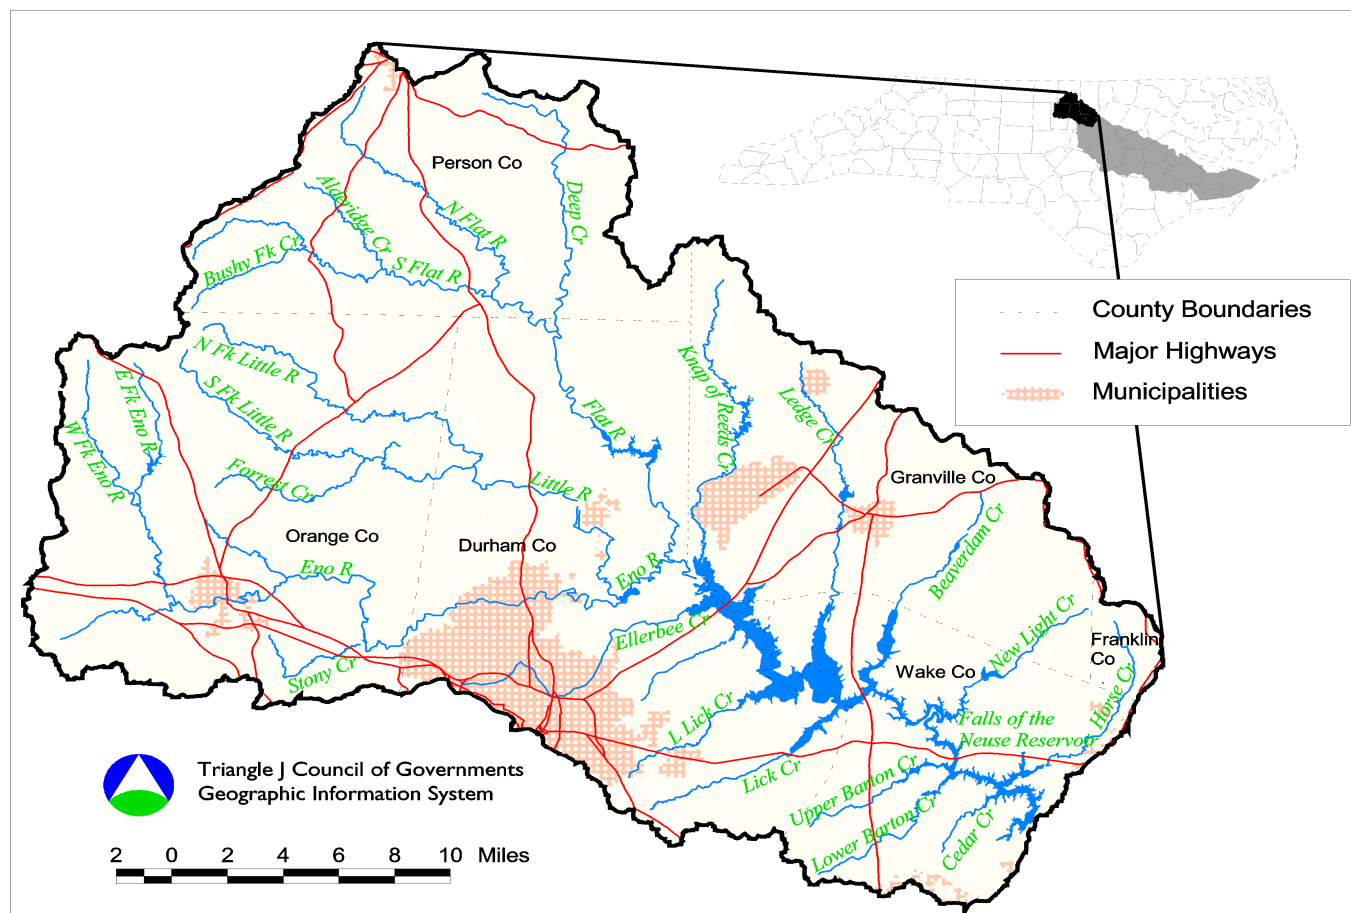 Person Co
Aldridge Cr
N Flat R
Deep Cr
Bushy Fk Cr
S Flat R
County Boundaries
Major Highways
Municipalities
N Fk Little R
S Fk Little R
E Fk Eno R
W Fk Eno R
Knap of Reeds Cr
Ledge Cr
Flat R
Forrest Cr
Little R
Granville Co
Orange Co
Durham Co
Beaverdam Cr
Eno R
Eno R
Ellerbee Cr
New Light Cr
Franklin
Co
Stony Cr
Wake Co
Horse Cr
L Lick Cr
Falls of the
Neuse Reservoir
Lick Cr
Upper Barton Cr
Lower Barton Cr
Cedar Cr
Triangle J Council of Governments
Geographic Information System
2 0 2 4 6 8 10 Miles